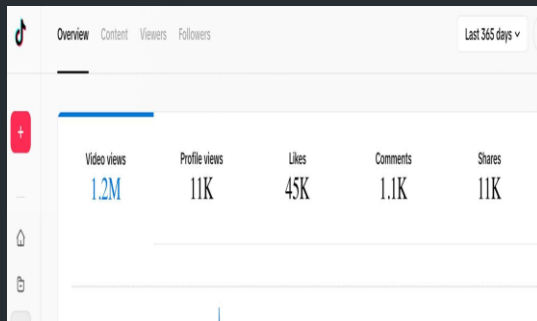 Overview Content Viewers Followers Last 365 days
+
Video views Profile views Likes Comments Shares
1.2M 11K 45K 1.1K 11K